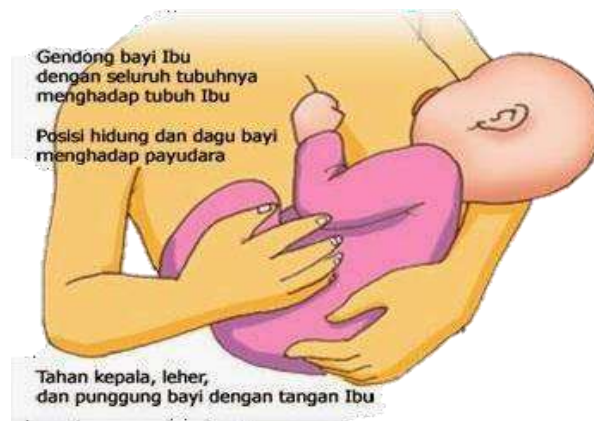 Gendong bayi Ibu
dengan seluruh tubuhnya
menghadap tubuh Ibu
Posisi hidung dan dagu bayi
menghadap payudara
Tahan kepala, leher,
dan punggung bayi dengan tangan Ibu